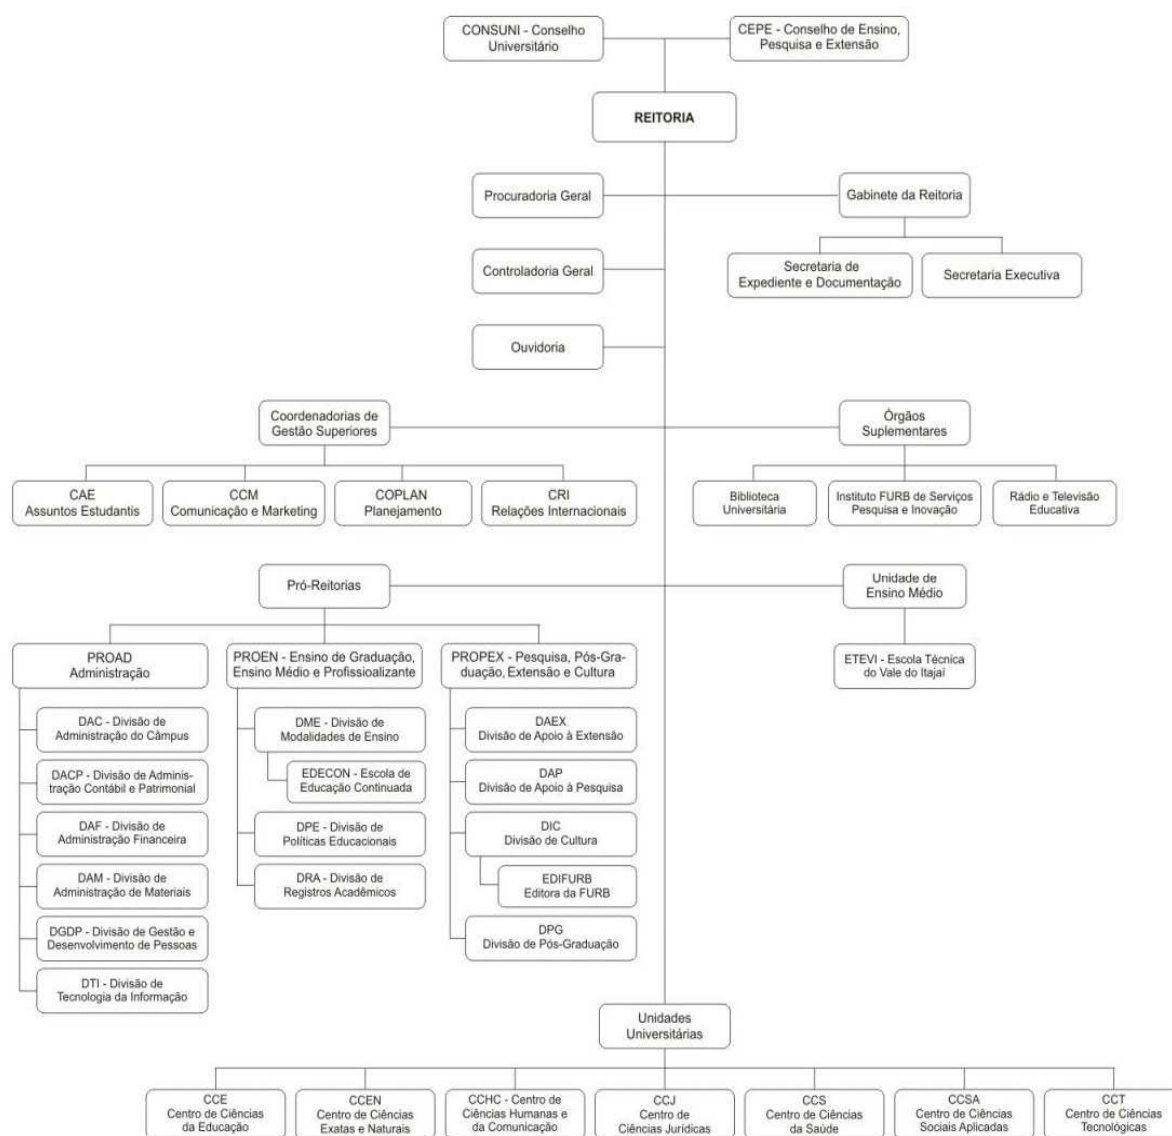 CONSUNI - Conselho
Universitário
CEPE - Conselho de Ensino,
Pesquisa e Extensão
REITORIA
Procuradoria Geral
Gabinete da Reitoria
Controladoria Geral
Secretaria de
Expediente e Documentação
Secretaria Executiva
Ouvidoria
Coordenadorias de
Gestão Superiores
Órgãos
Suplementares
CAE
Assuntos Estudantis
CCM
Comunicação e Marketing
COPLAN
Planejamento
CRI
Relações Internacionais
Biblioteca
Universitária
Instituto FURB de Serviços
Pesquisa e Inovação
Rádio e Televisão
Educativa
Pró-Reitorias
Unidade de
Ensino Médio
PROAD
Administração
PROEN - Ensino de Graduação,
Ensino Médio e Profissioalizante
PROPEX - Pesquisa, Pós-Gra-
duação, Extensão e Cultura
ETEVI - Escola Técnica
do Vale do Itajaí
DAC - Divisão de
Administração do Câmpus
DACP - Divisão de Adminis-
tração Contábil e Patrimonial
DAF - Divisão de
Administração Financeira
DAM - Divisão de
Administração de Materiais
DGDP - Divisão de Gestão e
Desenvolvimento de Pessoas
DTI - Divisão de
Tecnologia da Informação
DME - Divisão de
Modalidades de Ensino
EDECON - Escola de
Educação Continuada
DPE - Divisão de
Políticas Educacionais
DRA - Divisão de
Registros Acadêmicos
DAEX
Divisão de Apoio à Extensão
DAP
Divisão de Apoio à Pesquisa
DIC
Divisão de Cultura
EDIFURB
Editora da FURB
DPG
Divisão de Pós-Graduação
Unidades
Universitárias
CCE
Centro de Ciências
da Educação
CCEN
Centro de Ciências
Exatas e Naturais
CCHC - Centro de
Ciências Humanas e
da Comunicação
CCJ
Centro de
Ciências Jurídicas
CCS
Centro de Ciências
da Saúde
CCSA
Centro de Ciências
Sociais Aplicadas
CCT
Centro de Ciências
Tecnológicas